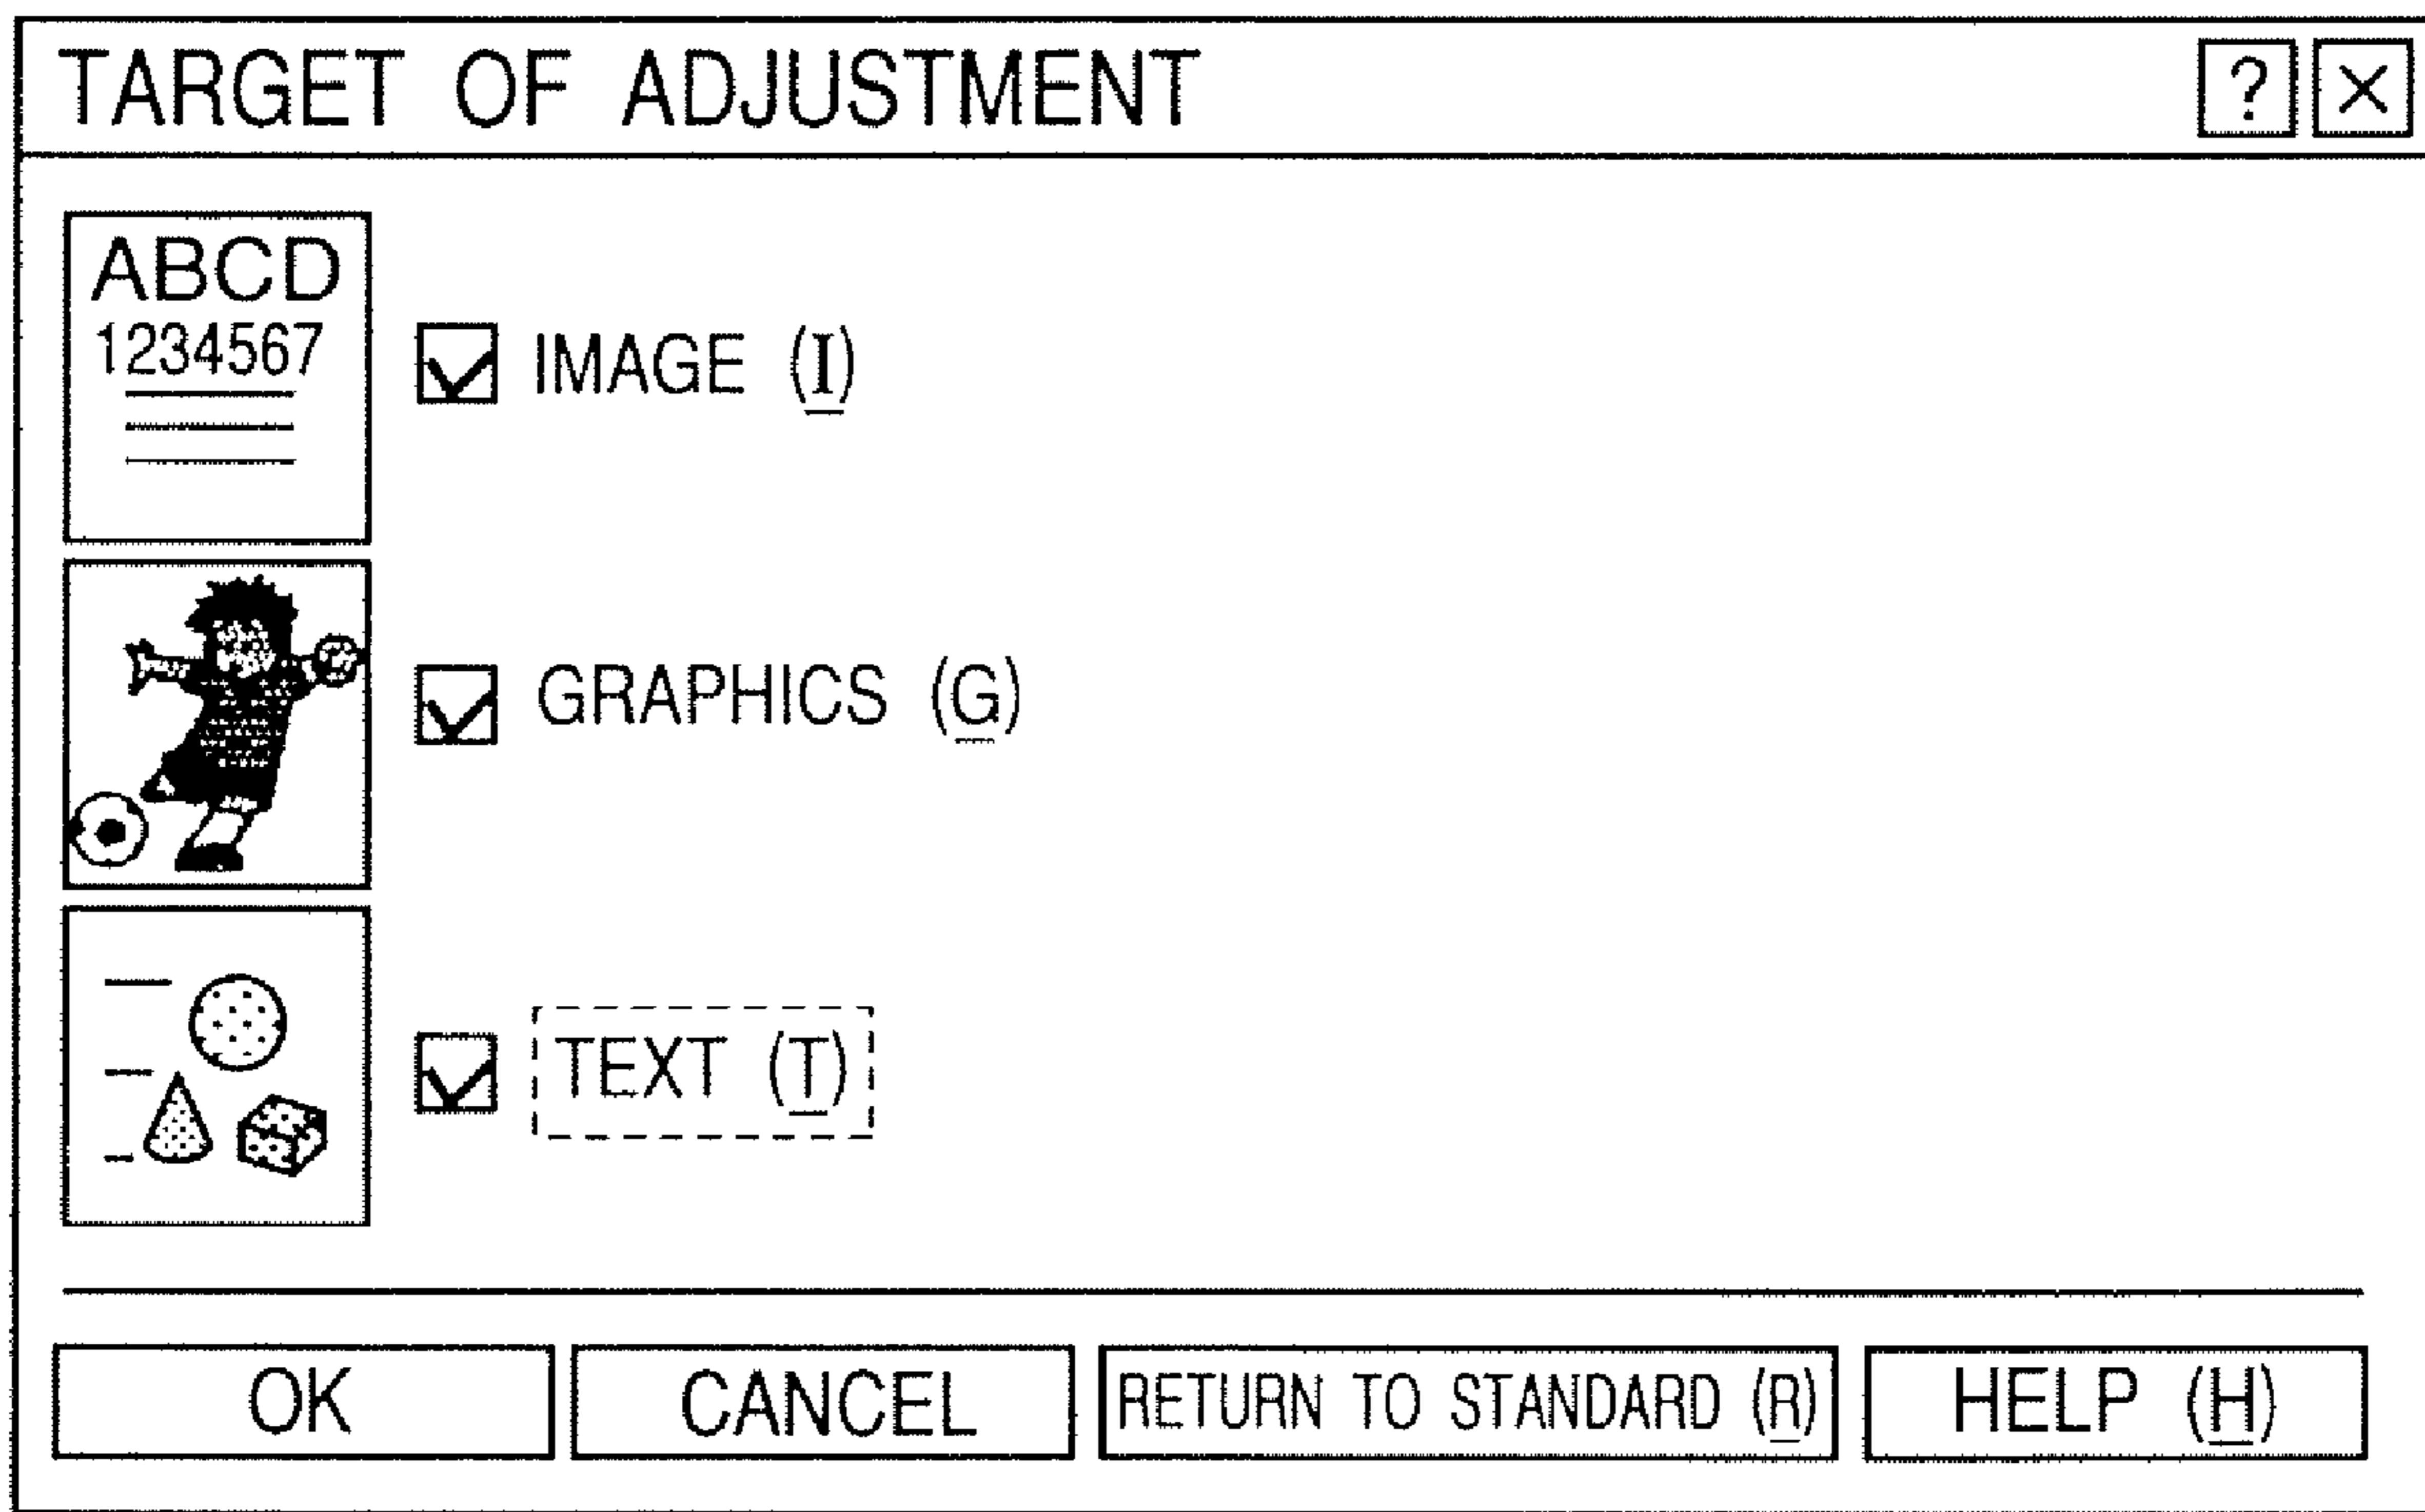 TARGET OF ADJUSTMENT ? ×
ABCD
1234567
IMAGE (I)
GRAPHICS (G)
TEXT (T)
OK CANCEL RETURN TO STANDARD (R) HELP (H)